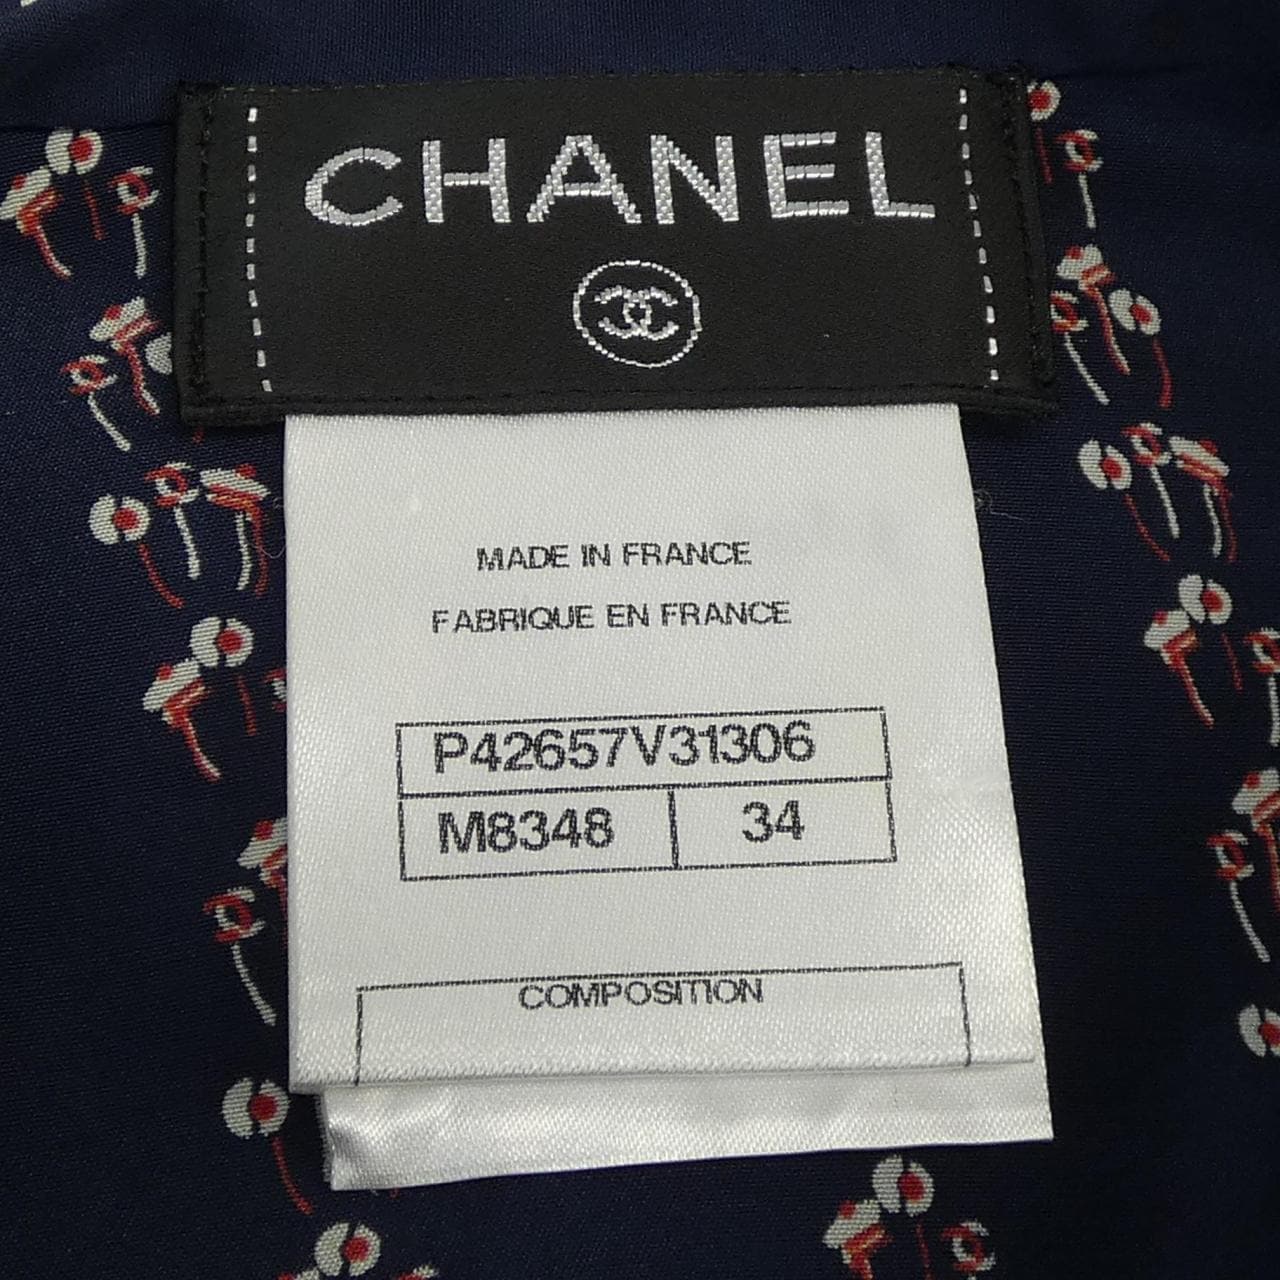 CHANEL
MADE IN FRANCE
FABRIQUE EN FRANCE
P42657V31306
M8348 34
COMPOSITION